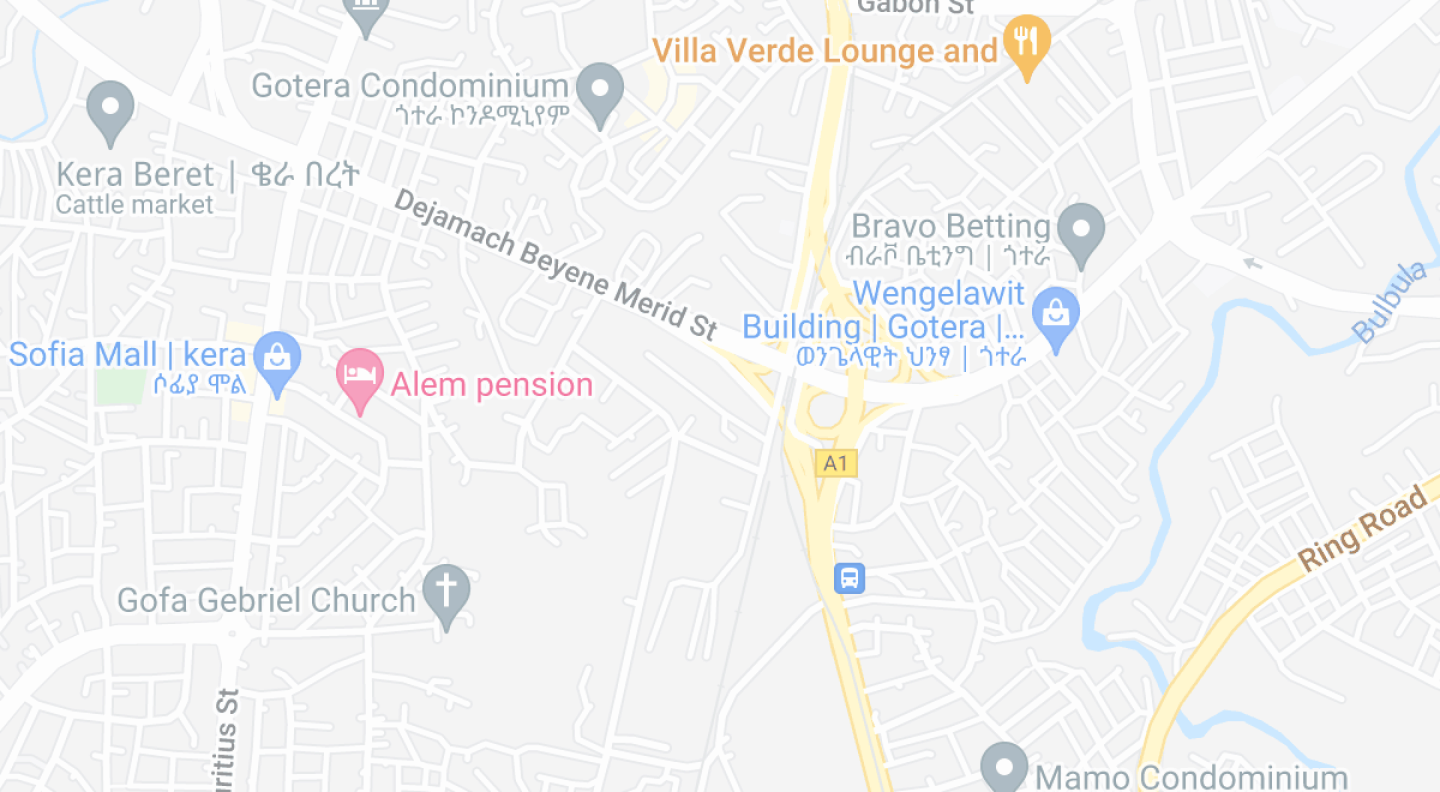 Gabon St
Villa Verde Lounge and
Gotera Condominium
ጎተራ ኮንዶሚኒየም
Kera Beret | ቄራ በረት
Cattle market
Dejamach Beyene Merid St
Bravo Betting
ብራቮ ቤቲንግ | ጎተራ
Wengelawit
Building | Gotera |...
ወንጌላዊት ህንፃ | ጎተራ
Bulbula
Sofia Mall | kera
ሶፊያ ሞል
Alem pension
A1
Ring Road
Gofa Gebriel Church
uritius St
Mamo Condominium